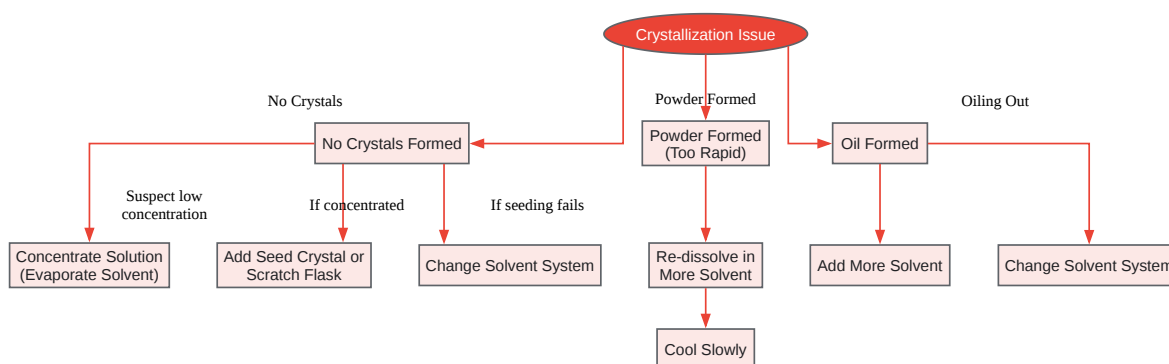 Crystallization Issue
No Crystals
Powder Formed
Oiling Out
No Crystals Formed
Powder Formed
(Too Rapid)
Oil Formed
Suspect low
concentration
If concentrated
If seeding fails
Concentrate Solution
(Evaporate Solvent)
Add Seed Crystal or
Scratch Flask
Change Solvent System
Re-dissolve in
More Solvent
Add More Solvent
Change Solvent System
Cool Slowly